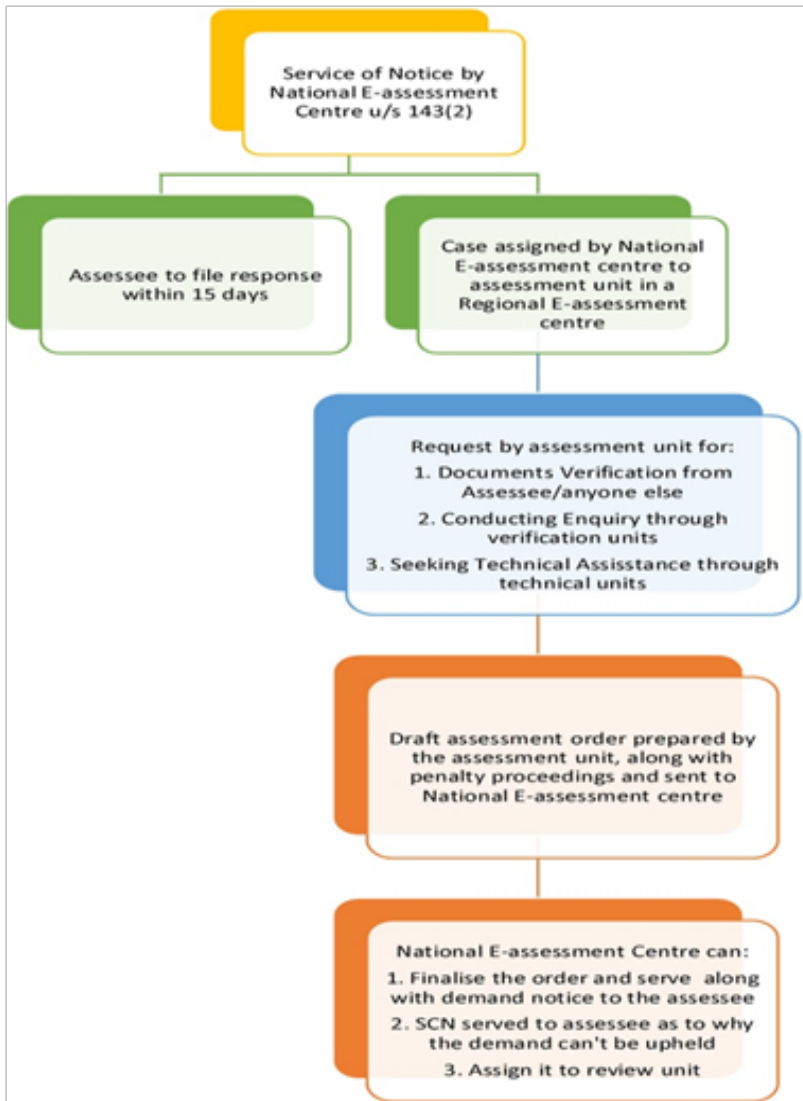 Service of Notice by
National E-assessment
Centre u/s 143(2)
Assessee to file response
within 15 days
Case assigned by National
E-assessment centre to
assessment unit in a
Regional E-assessment
centre
Request by assessment unit for:
1. Documents Verification from
Assessee/anyone else
2. Conducting Enquiry through
verification units
3. Seeking Technical Assisstance through
technical units
Draft assessment order prepared by
the assessment unit, along with
penalty proceedings and sent to
National E-assessment centre
National E-assessment Centre can:
1. Finalise the order and serve along
with demand notice to the assessee
2. SCN served to assessee as to why
the demand can't be upheld
3. Assign it to review unit